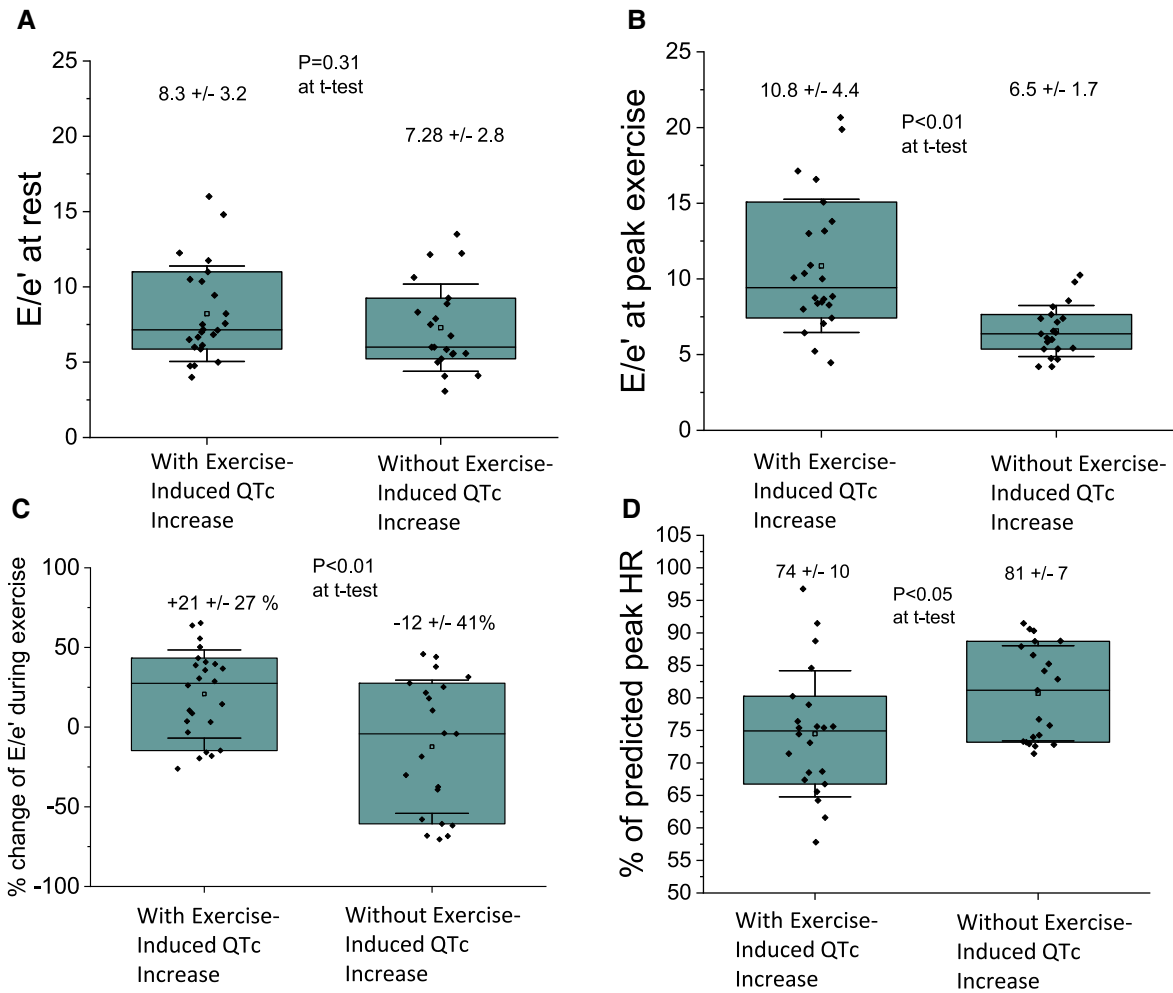 A
E/e' at rest
25
20
15
10
5
0
P=0.31
at t-test
8.3 +/- 3.2
7.28 +/- 2.8
With Exercise-
Induced QTc
Increase
Without Exercise-
Induced QTc
Increase
B
E/e' at peak exercise
25
20
15
10
5
0
10.8 +/- 4.4
6.5 +/- 1.7
P<0.01
at t-test
With Exercise-
Induced QTc
Increase
Without Exercise-
Induced QTc
Increase
C
% change of E/e' during exercise
100
50
0
-50
-100
P<0.01
at t-test
+21 +/- 27 %
-12 +/- 41%
With Exercise-
Induced QTc
Increase
Without Exercise-
Induced QTc
Increase
D
% of predicted peak HR
105
100
95
90
85
80
75
70
65
60
55
50
74 +/- 10
81 +/- 7
P<0.05
at t-test
With Exercise-
Induced QTc
Increase
Without Exercise-
Induced QTc
Increase